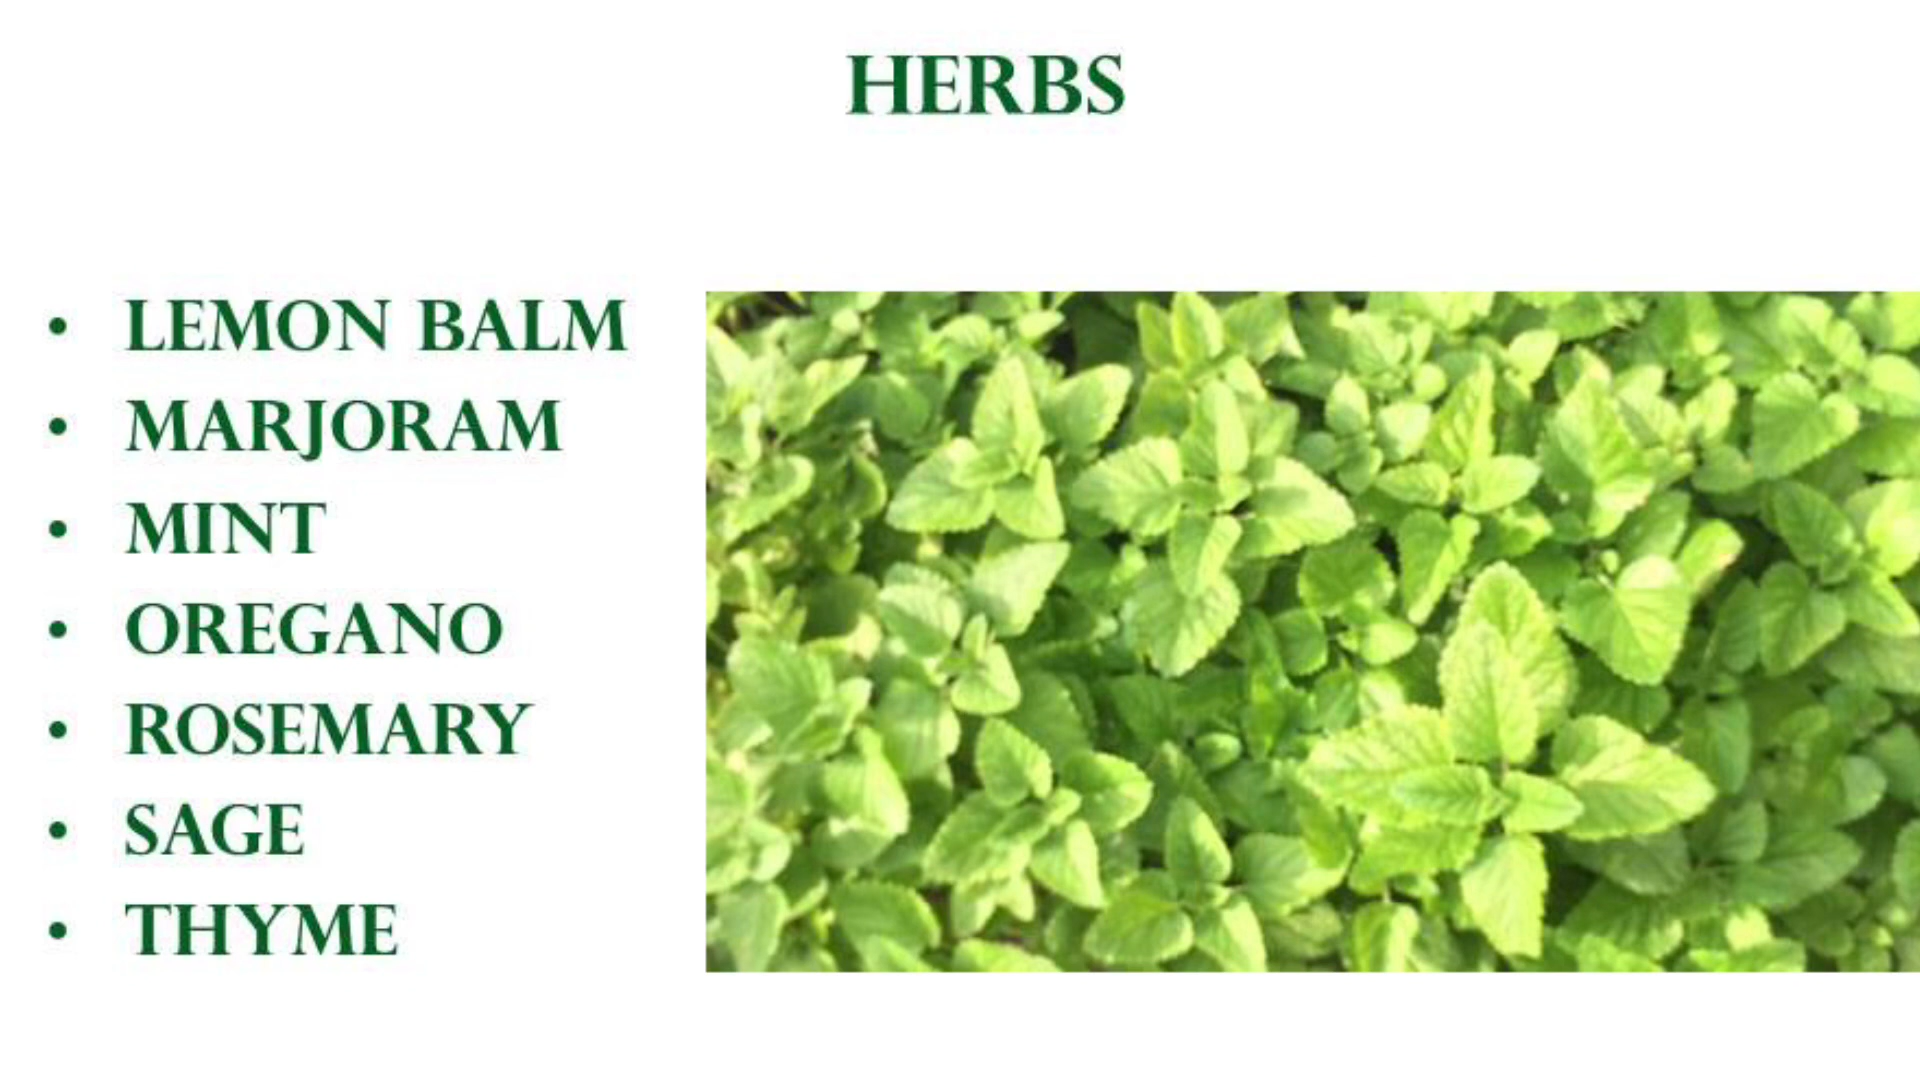 HERBS
• LEMON BALM
• MARJORAM
• MINT
• OREGANO
• ROSEMARY
• SAGE
• THYME